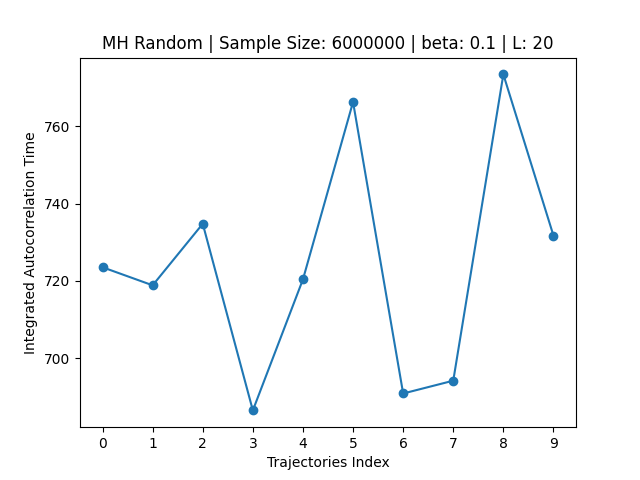 MH Random | Sample Size: 6000000 | beta: 0.1 | L: 20
Integrated Autocorrelation Time
760
740
720
700
0 1 2 3 4 5 6 7 8 9
Trajectories Index